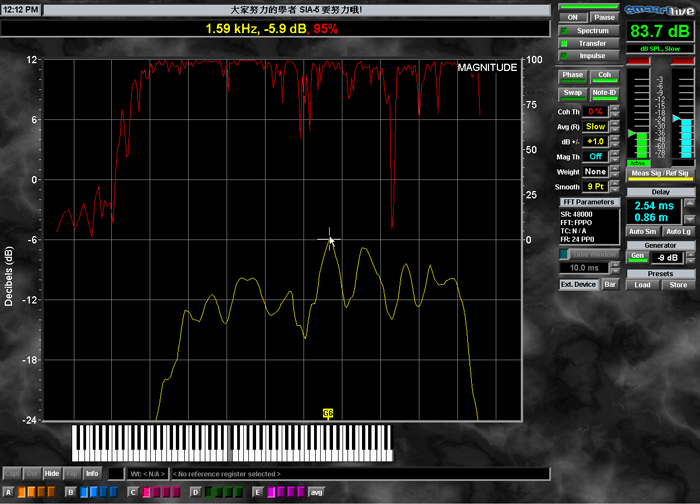 12:12 PM
大家努力的學者 SIA-5 要努力哦!
smaartlive
ON
Pause
1.59 kHz, -5.9 dB, 95%
Spectrum
Transfer
Impulse
83.7 dB
dB SPL, Slow
12
6
0
-6
-12
-18
-24
Decibels (dB)
MAGNITUDE
100
75
50
25
0
G6
Phase
Coh
Swap
Note-ID
Coh Th
0 %
Avg (R)
Slow
dB +/-
+1.0
Mag Th
Off
Weight
None
Smooth
9 Pt
FFT Parameters
SR: 48000
FFT: FPPO
TC: N / A
FR: 24 PPO
Time Window
10.0 ms
Ext. Device
Bar
-3
-6
-9
-12
-15
-18
-24
-30
-36
-48
-60
-78
Active
Meas Sig / Ref Sig
Delay
2.54 ms
0.86 m
Auto Sm
Auto Lg
Generator
Gen
-9 dB
Presets
Load
Store
Capt
Del
Hide
Flip
Info
Wt: < N/A >
< No reference register selected >
A
B
C
D
E
avg